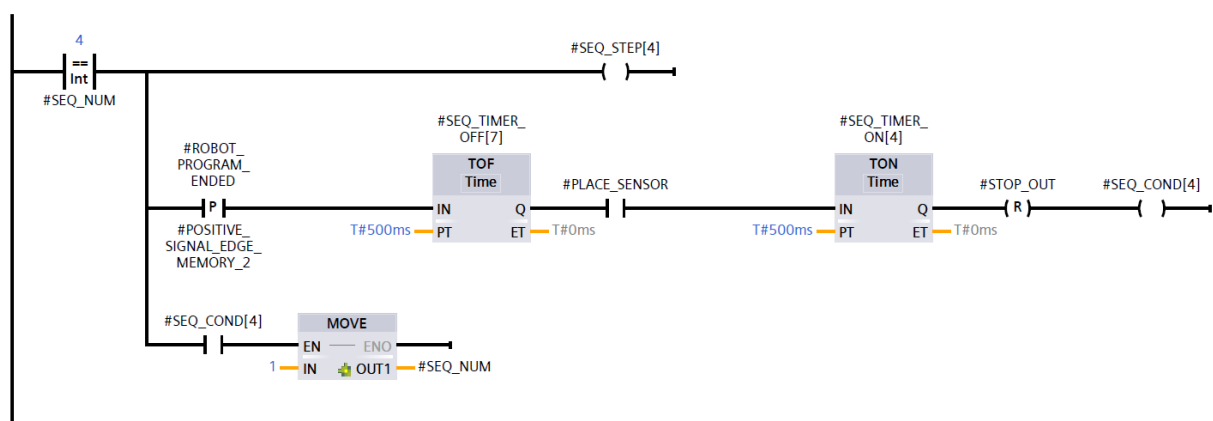 4
==
Int
#SEQ_NUM
#SEQ_STEP[4]
#ROBOT_
PROGRAM_
ENDED
P
#POSITIVE_
SIGNAL_EDGE_
MEMORY_2
#SEQ_TIMER_
OFF[7]
TOF
Time
IN Q
T#500ms PT ET T#0ms
#PLACE_SENSOR
#SEQ_TIMER_
ON[4]
TON
Time
IN Q
T#500ms PT ET T#0ms
#STOP_OUT
R
#SEQ_COND[4]
#SEQ_COND[4]
MOVE
EN ENO
1 IN OUT1 #SEQ_NUM